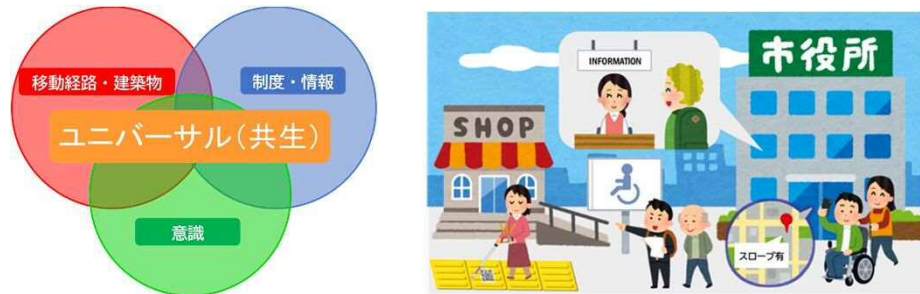 移動経路・建築物
制度・情報
ユニバーサル(共生)
意識
市役所
INFORMATION
SHOP
スロープ有